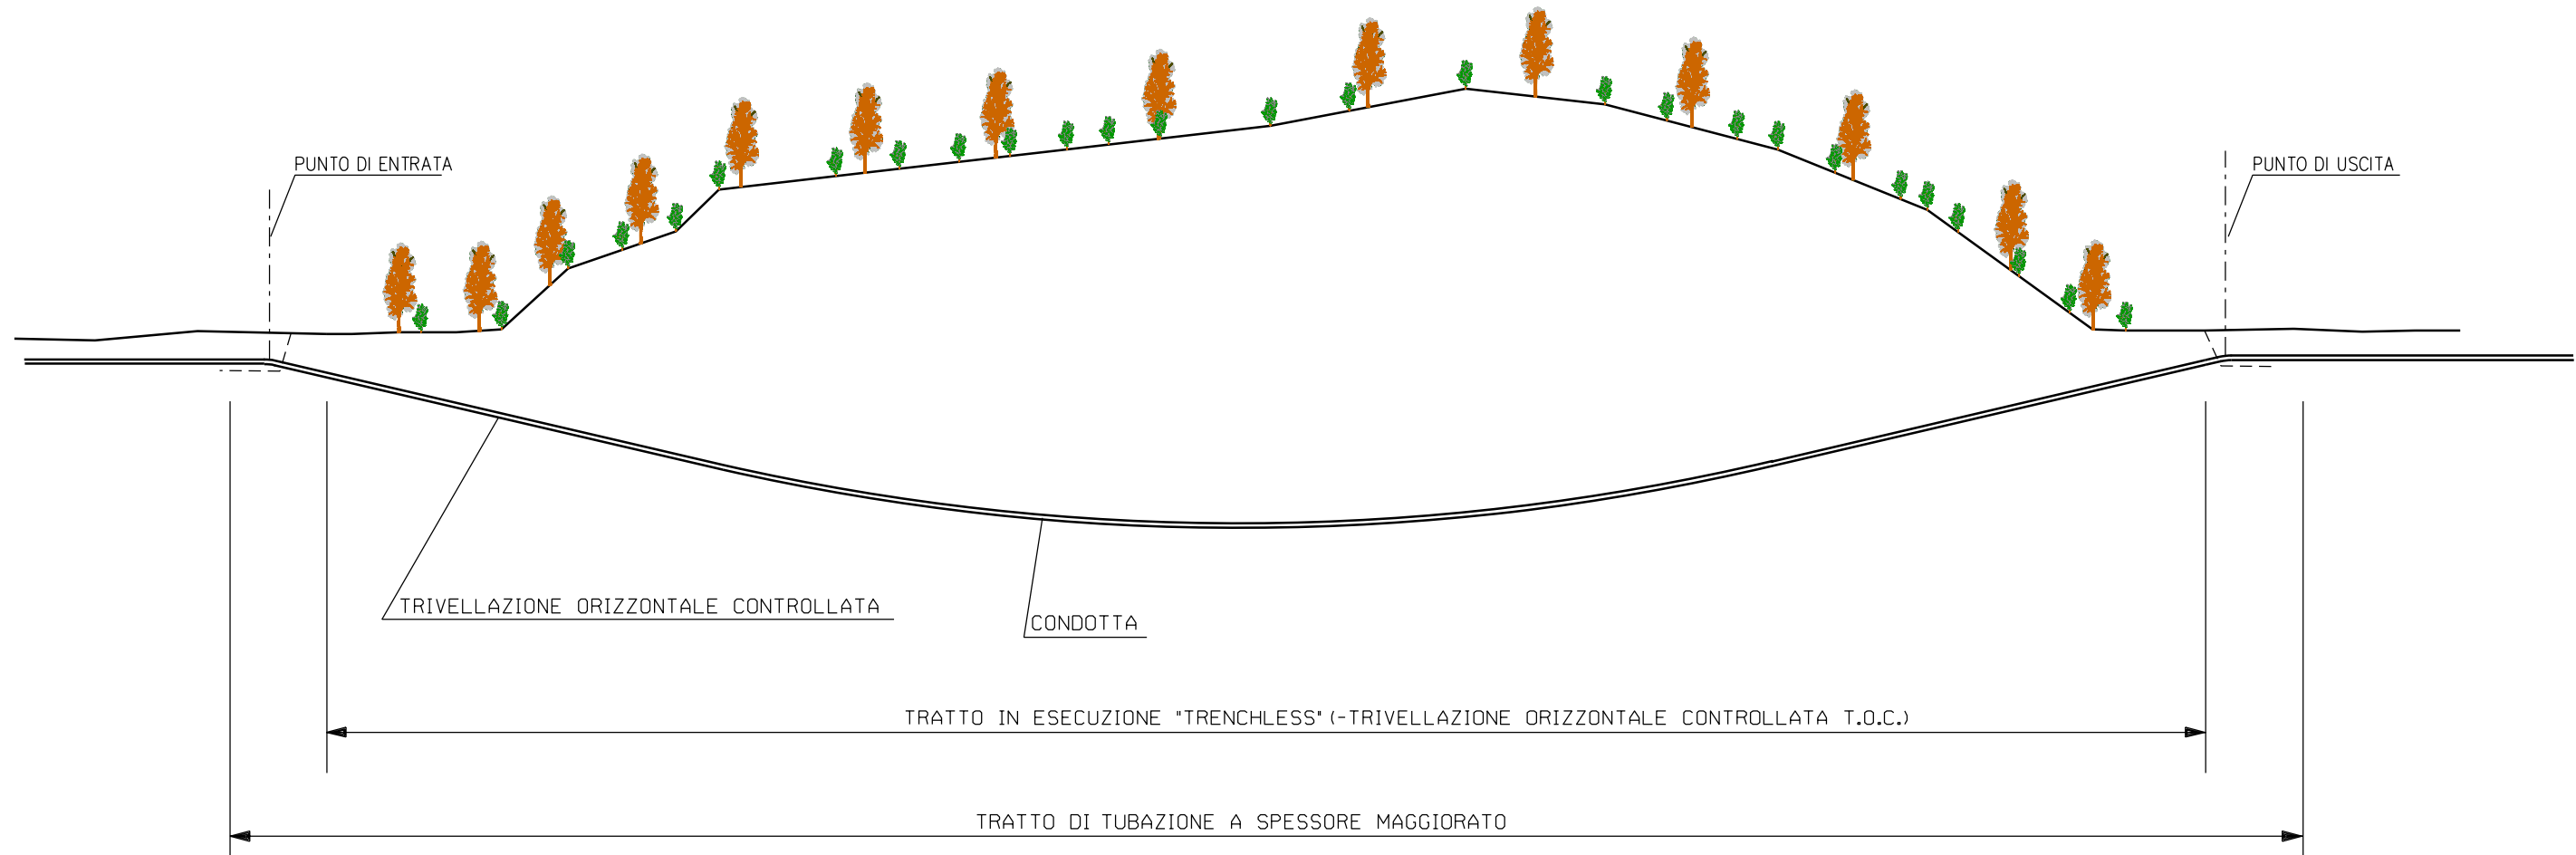 PUNTO DI ENTRATA
PUNTO DI USCITA
TRIVELLAZIONE ORIZZONTALE CONTROLLATA
CONDOTTA
TRATTO IN ESECUZIONE "TRENCHLESS" (-TRIVELLAZIONE ORIZZONTALE CONTROLLATA T.O.C.)
TRATTO DI TUBAZIONE A SPESSORE MAGGIORATO